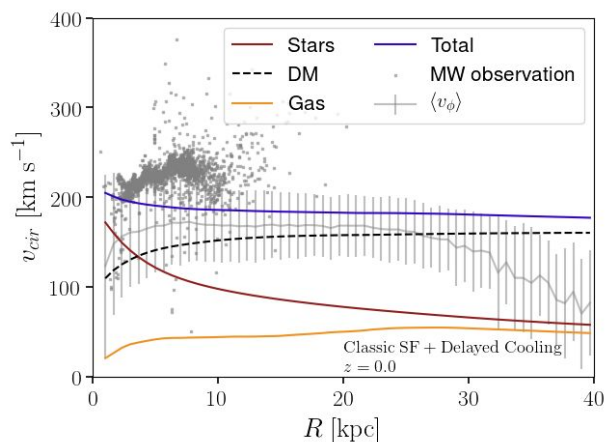 400
300
200
100
0
v_cir [km s⁻¹]
Stars
DM
Gas
Total
MW observation
⟨v_ϕ⟩
Classic SF + Delayed Cooling
z = 0.0
0 10 20 30 40
R [kpc]